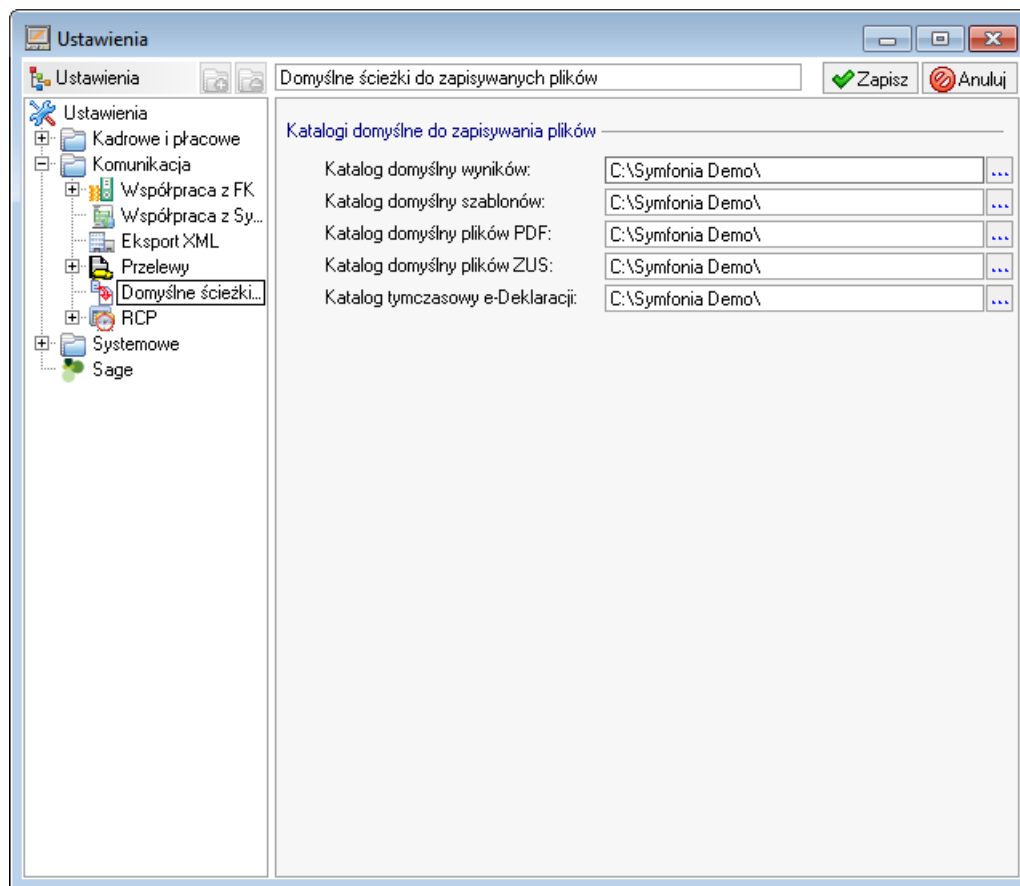 Ustawienia
Ustawienia
Domyślne ścieżki do zapisywanych plików
Zapisz
Anuluj
Ustawienia
Kadrowe i płacowe
Komunikacja
Współpraca z FK
Współpraca z Sy...
Eksport XML
Przelewy
Domyślne ścieżki...
RCP
Systemowe
Sage
Katalogi domyślne do zapisywania plików
Katalog domyślny wyników: C:\Symfonia Demo\ ...
Katalog domyślny szablonów: C:\Symfonia Demo\ ...
Katalog domyślny plików PDF: C:\Symfonia Demo\ ...
Katalog domyślny plików ZUS: C:\Symfonia Demo\ ...
Katalog tymczasowy e-Deklaracji: C:\Symfonia Demo\ ...